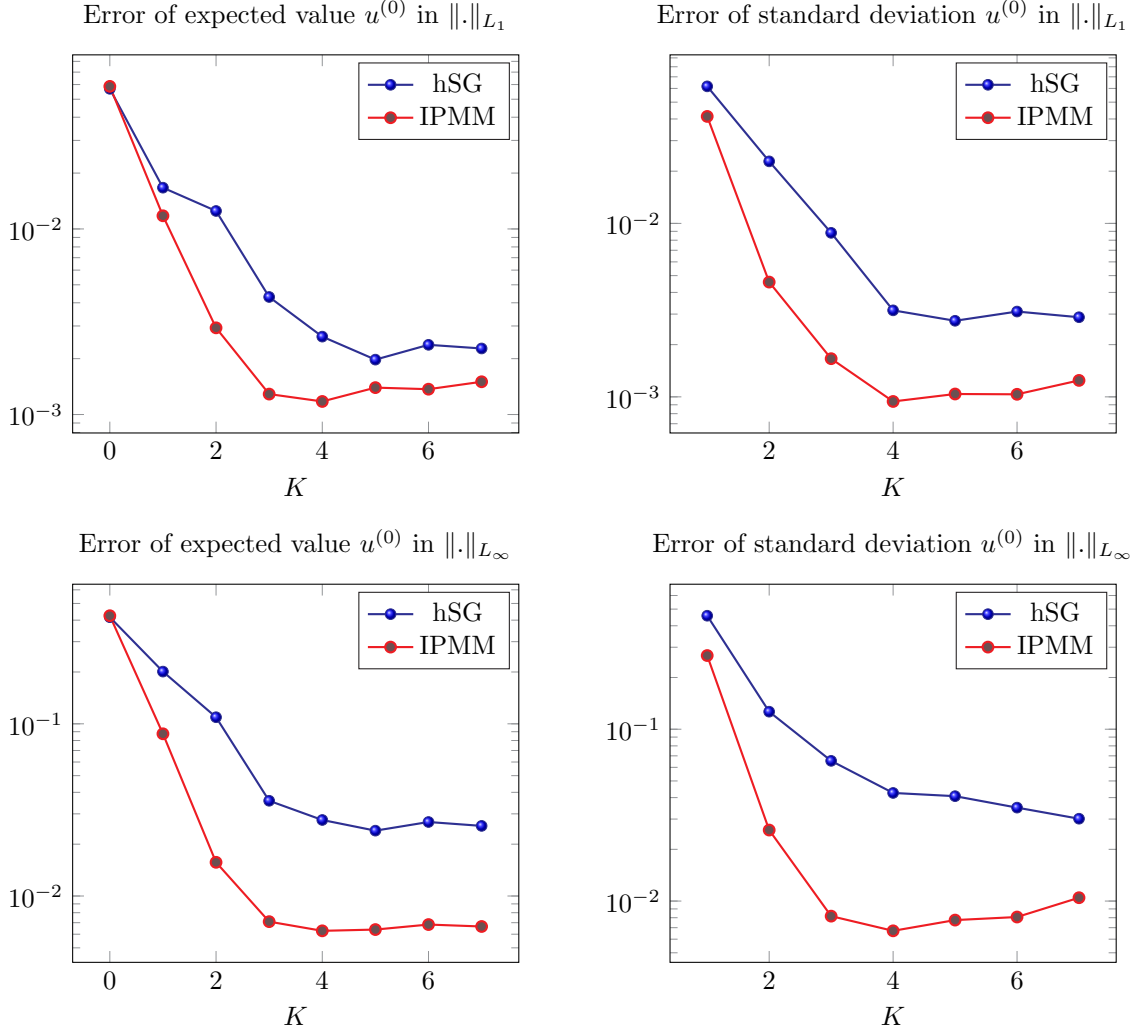 Error of expected value $u^{(0)}$ in $\|.\|_{L_1}$
hSG
IPMM
$10^{-2}$
$10^{-3}$
0 2 4 6
$K$
Error of standard deviation $u^{(0)}$ in $\|.\|_{L_1}$
hSG
IPMM
$10^{-2}$
$10^{-3}$
2 4 6
$K$
Error of expected value $u^{(0)}$ in $\|.\|_{L_\infty}$
hSG
IPMM
$10^{-1}$
$10^{-2}$
0 2 4 6
$K$
Error of standard deviation $u^{(0)}$ in $\|.\|_{L_\infty}$
hSG
IPMM
$10^{-1}$
$10^{-2}$
2 4 6
$K$